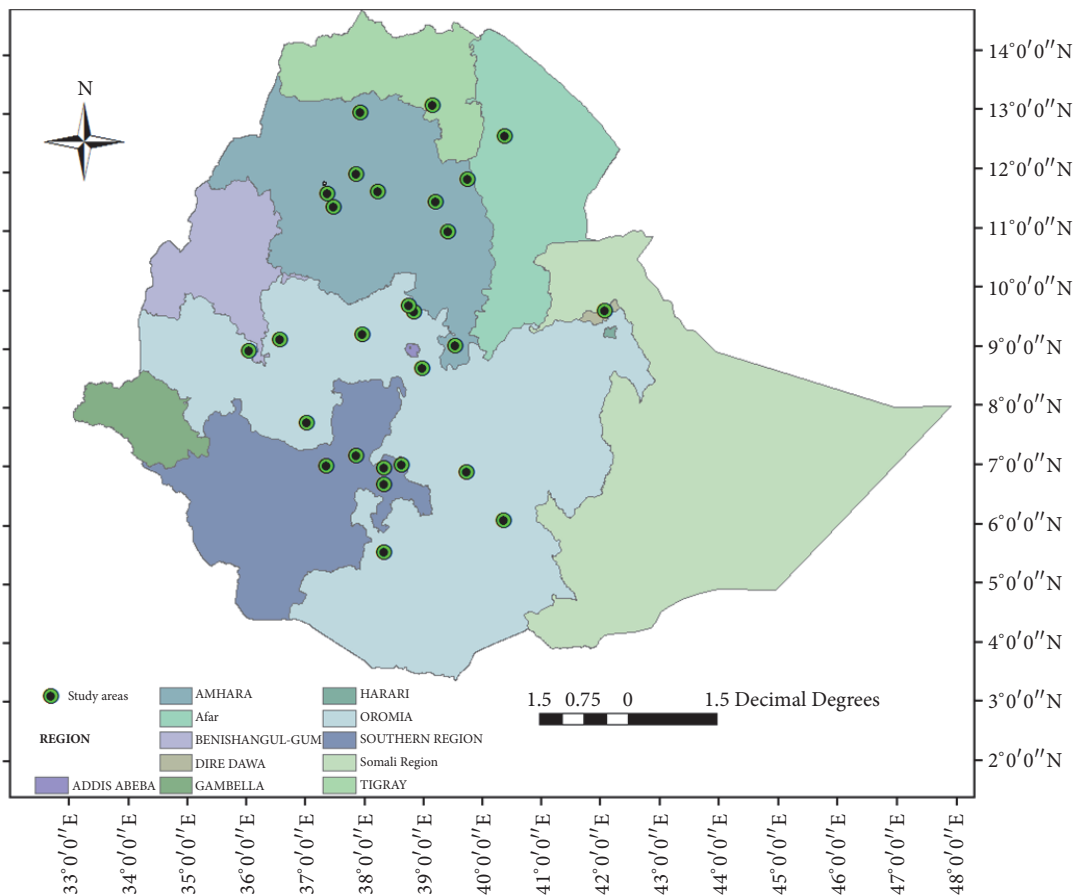 N
14°0′0″N
13°0′0″N
12°0′0″N
11°0′0″N
10°0′0″N
9°0′0″N
8°0′0″N
7°0′0″N
6°0′0″N
5°0′0″N
4°0′0″N
3°0′0″N
2°0′0″N
Study areas
REGION
ADDIS ABEBA
AMHARA
Afar
BENISHANGUL-GUM
DIRE DAWA
GAMBELLA
HARARI
OROMIA
SOUTHERN REGION
Somali Region
TIGRAY
1.5 0.75 0 1.5 Decimal Degrees
33°0′0″E
34°0′0″E
35°0′0″E
36°0′0″E
37°0′0″E
38°0′0″E
39°0′0″E
40°0′0″E
41°0′0″E
42°0′0″E
43°0′0″E
44°0′0″E
45°0′0″E
46°0′0″E
47°0′0″E
48°0′0″E